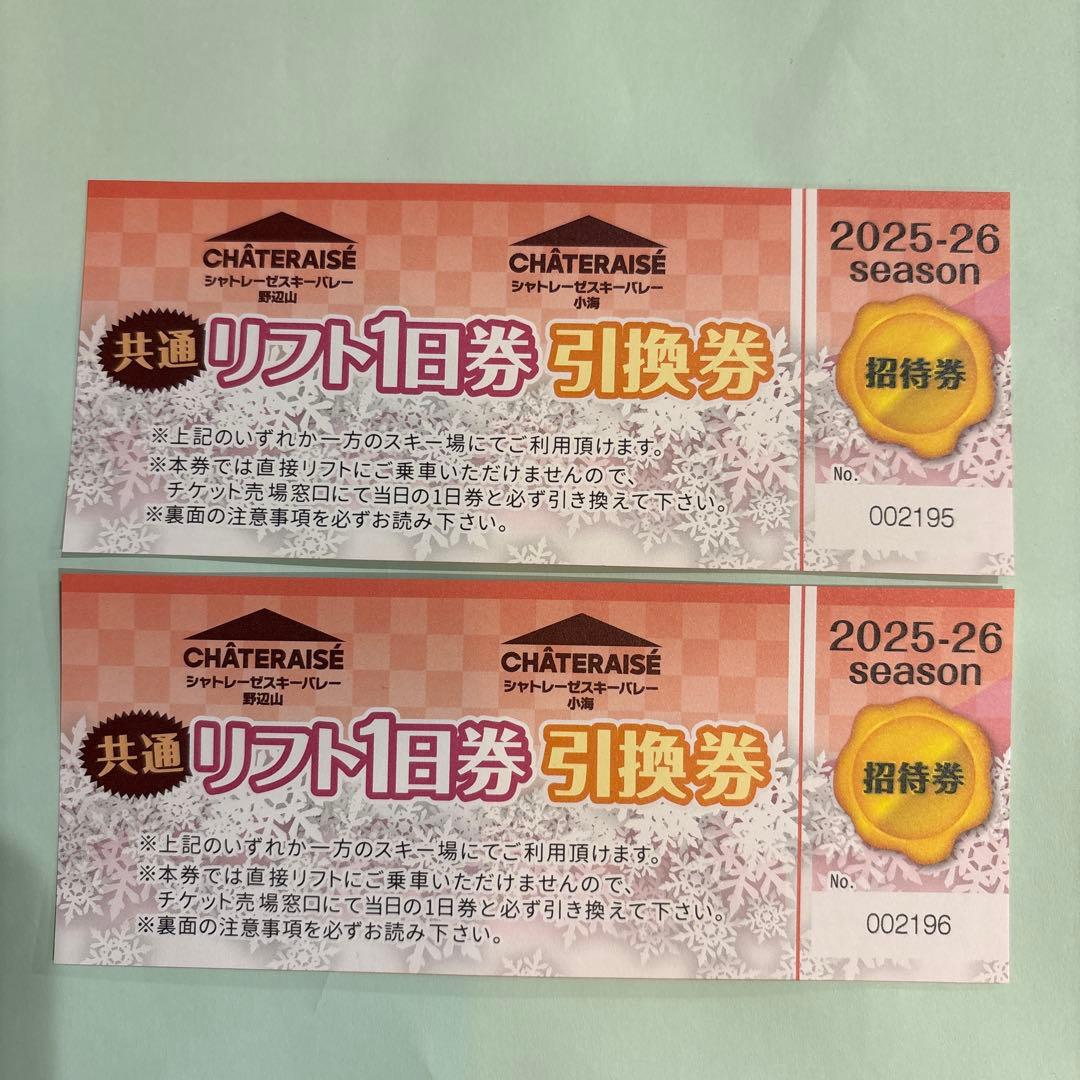 CHÂTERAISÉ
シャトレーゼスキーバレー
野辺山
CHÂTERAISÉ
シャトレーゼスキーバレー
小海
共通 リフト1日券 引換券
※上記のいずれか一方のスキー場にてご利用頂けます。
※本券では直接リフトにご乗車いただけませんので、
チケット売場窓口にて当日の1日券と必ず引き換えて下さい。
※裏面の注意事項を必ずお読み下さい。
2025-26
season
招待券
No.
002195
CHÂTERAISÉ
シャトレーゼスキーバレー
野辺山
CHÂTERAISÉ
シャトレーゼスキーバレー
小海
共通 リフト1日券 引換券
※上記のいずれか一方のスキー場にてご利用頂けます。
※本券では直接リフトにご乗車いただけませんので、
チケット売場窓口にて当日の1日券と必ず引き換えて下さい。
※裏面の注意事項を必ずお読み下さい。
2025-26
season
招待券
No.
002196